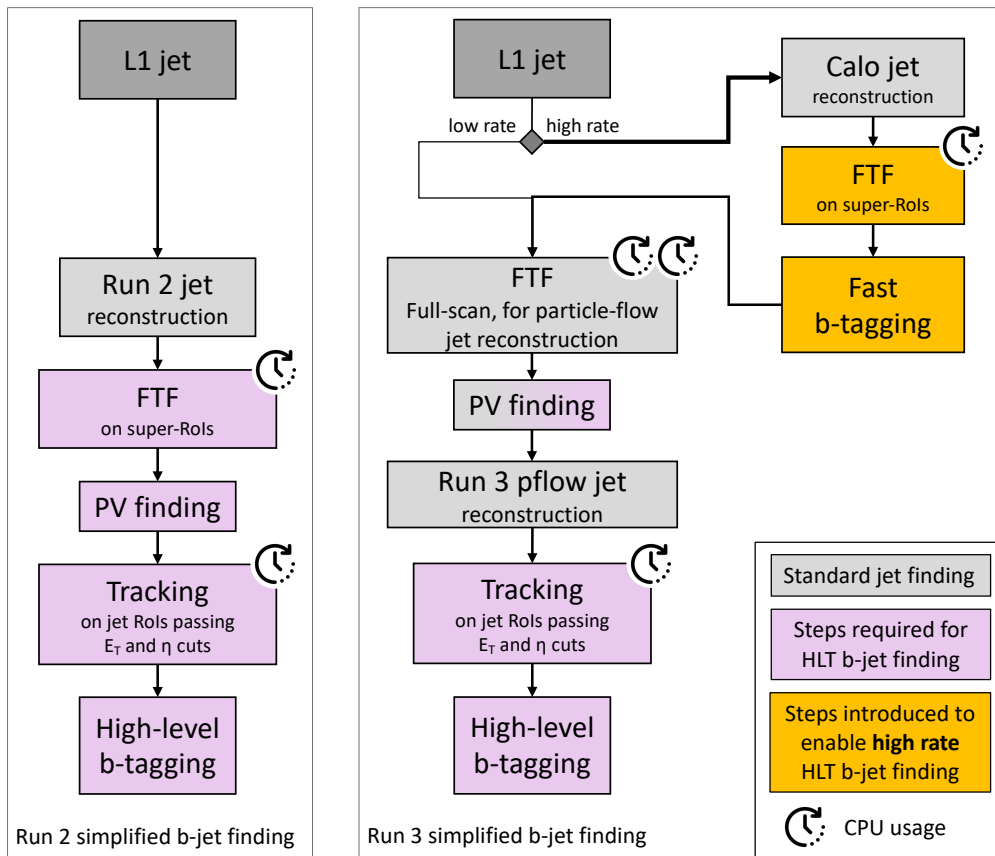 L1 jet
Run 2 jet
reconstruction
FTF
on super-RoIs
PV finding
Tracking
on jet RoIs passing
E_T and η cuts
High-level
b-tagging
Run 2 simplified b-jet finding
L1 jet
low rate
high rate
Calo jet
reconstruction
FTF
on super-RoIs
Fast
b-tagging
FTF
Full-scan, for particle-flow
jet reconstruction
PV finding
Run 3 pflow jet
reconstruction
Tracking
on jet RoIs passing
E_T and η cuts
High-level
b-tagging
Run 3 simplified b-jet finding
Standard jet finding
Steps required for
HLT b-jet finding
Steps introduced to
enable high rate
HLT b-jet finding
CPU usage